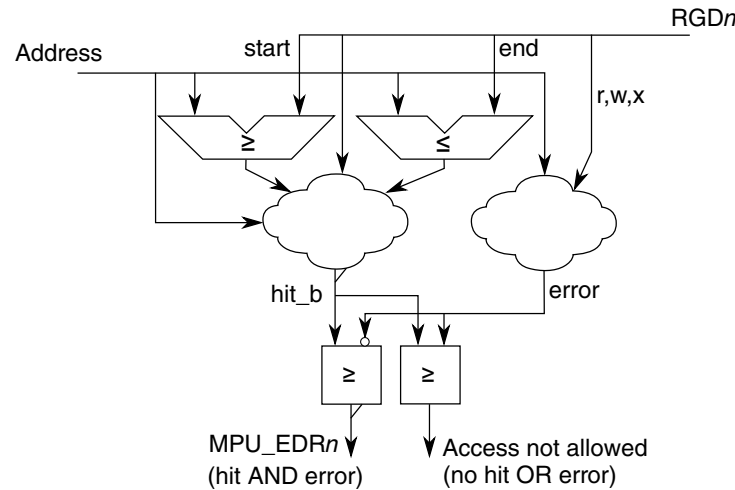 RGDn
Address
start
end
r,w,x
≥
≤
hit_b
error
≥
≥
MPU_EDRn
(hit AND error)
Access not allowed
(no hit OR error)